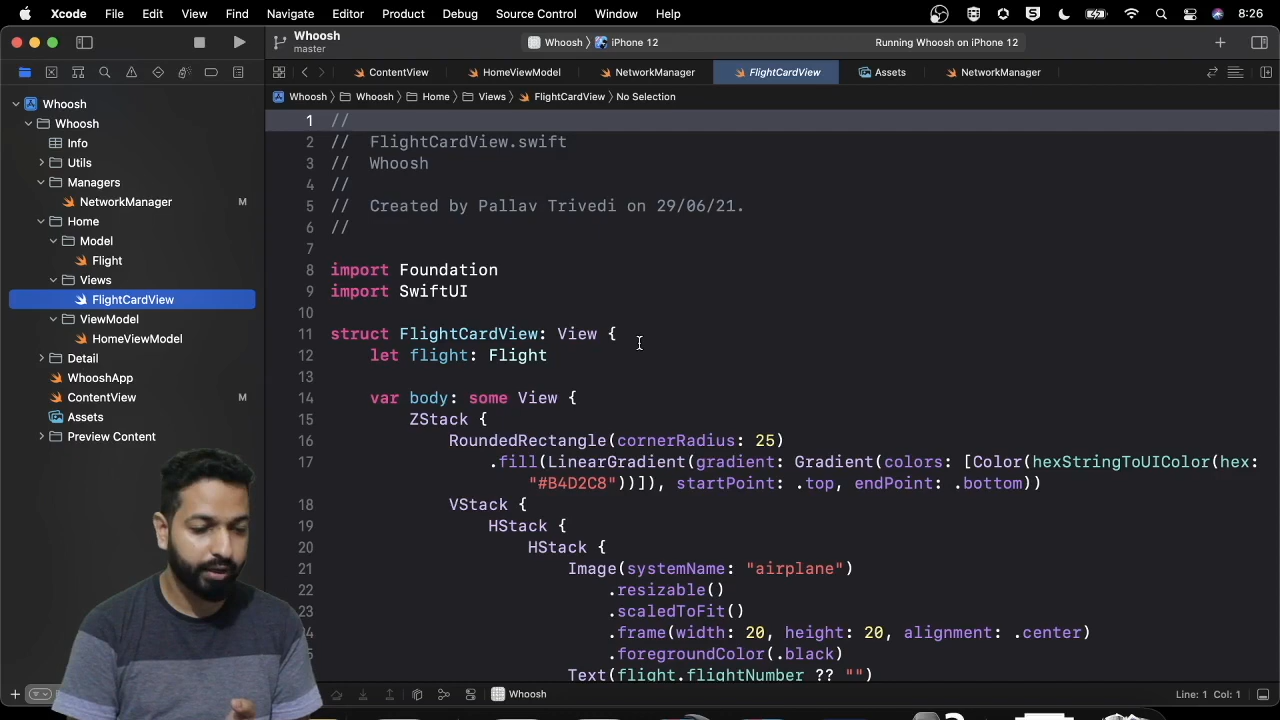 Xcode File Edit View Find Navigate Editor Product Debug Source Control Window Help 8:26
Whoosh
master
Whoosh iPhone 12 Running Whoosh on iPhone 12
ContentView HomeViewModel NetworkManager FlightCardView Assets NetworkManager
Whoosh Whoosh Home Views FlightCardView No Selection
Whoosh
Whoosh
Info
Utils
Managers
NetworkManager M
Home
Model
Flight
Views
FlightCardView
ViewModel
HomeViewModel
Detail
WhooshApp
ContentView M
Assets
Preview Content
1 //
2 // FlightCardView.swift
3 // Whoosh
4 //
5 // Created by Pallav Trivedi on 29/06/21.
6 //
7
8 import Foundation
9 import SwiftUI
10
11 struct FlightCardView: View {
12 let flight: Flight
13
14 var body: some View {
15 ZStack {
16 RoundedRectangle(cornerRadius: 25)
17 .fill(LinearGradient(gradient: Gradient(colors: [Color(hexStringToUIColor(hex:
"#B4D2C8"))]), startPoint: .top, endPoint: .bottom))
18 VStack {
19 HStack {
20 HStack {
21 Image(systemName: "airplane")
22 .resizable()
23 .scaledToFit()
24 .frame(width: 20, height: 20, alignment: .center)
.foregroundColor(.black)
Text(flight.flightNumber ?? "")
Whoosh Line: 1 Col: 1